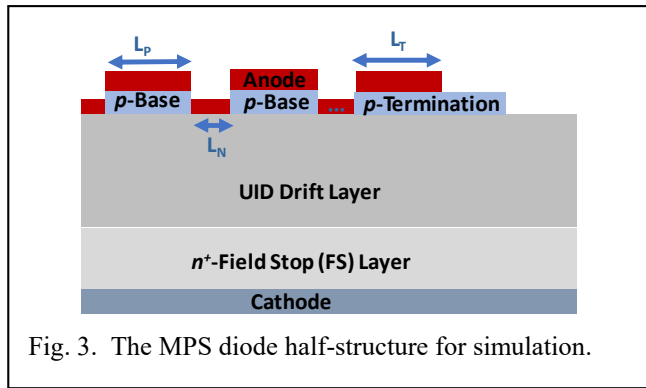 L_P
L_T
Anode
p-Base
p-Base
...
p-Termination
L_N
UID Drift Layer
n⁺-Field Stop (FS) Layer
Cathode
Fig. 3. The MPS diode half-structure for simulation.